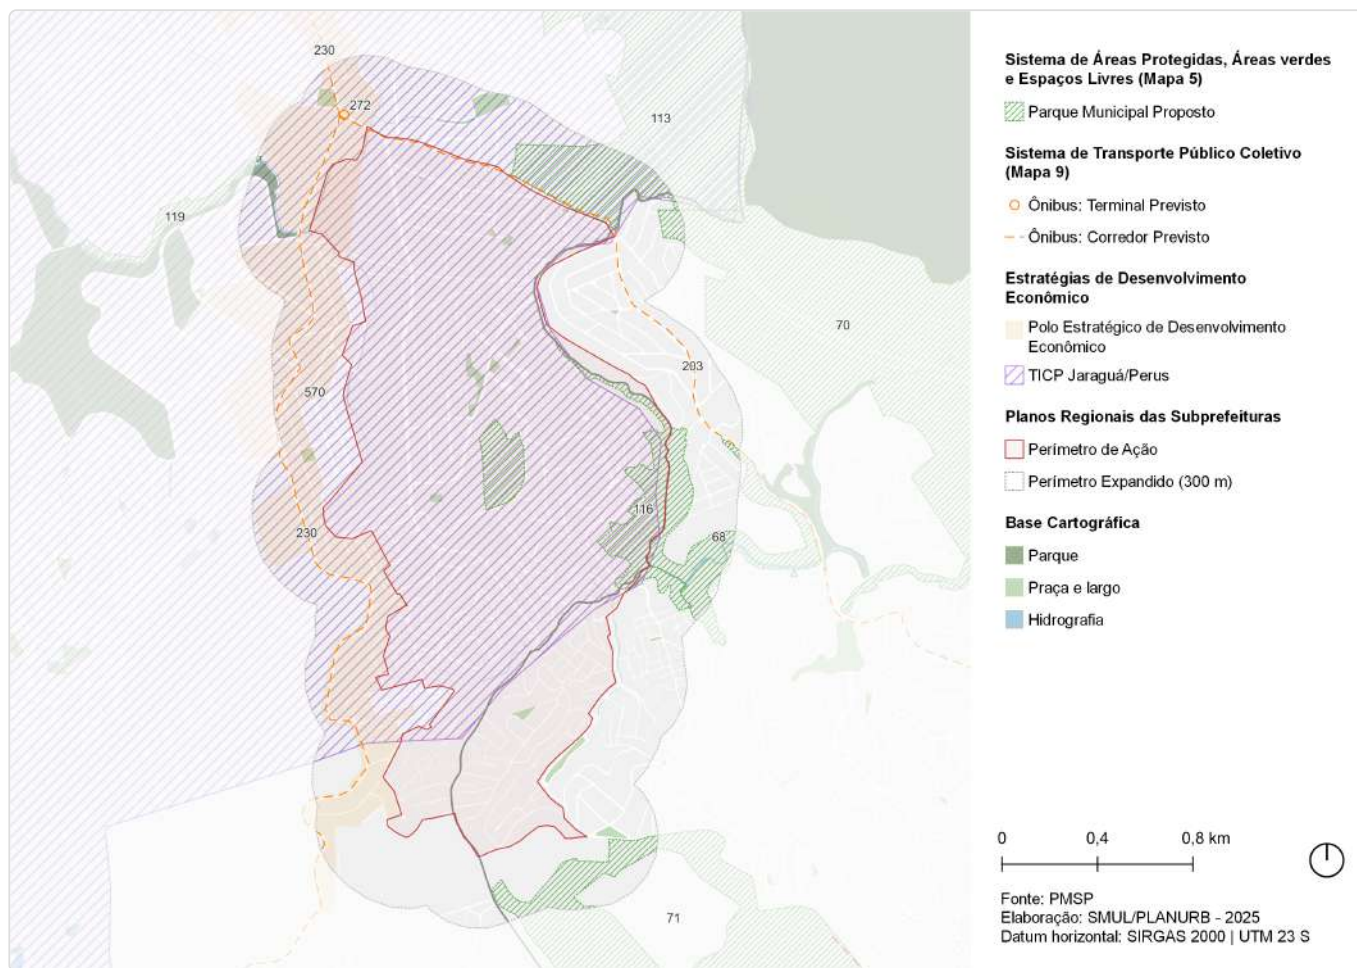 230
272
113
119
70
203
570
116
230
68
71
Sistema de Áreas Protegidas, Áreas verdes
e Espaços Livres (Mapa 5)
Parque Municipal Proposto
Sistema de Transporte Público Coletivo
(Mapa 9)
Ônibus: Terminal Previsto
Ônibus: Corredor Previsto
Estratégias de Desenvolvimento
Econômico
Polo Estratégico de Desenvolvimento
Econômico
TICP Jaraguá/Perus
Planos Regionais das Subprefeituras
Perímetro de Ação
Perímetro Expandido (300 m)
Base Cartográfica
Parque
Praça e largo
Hidrografia
0 0,4 0,8 km
Fonte: PMSP
Elaboração: SMUL/PLANURB - 2025
Datum horizontal: SIRGAS 2000 | UTM 23 S